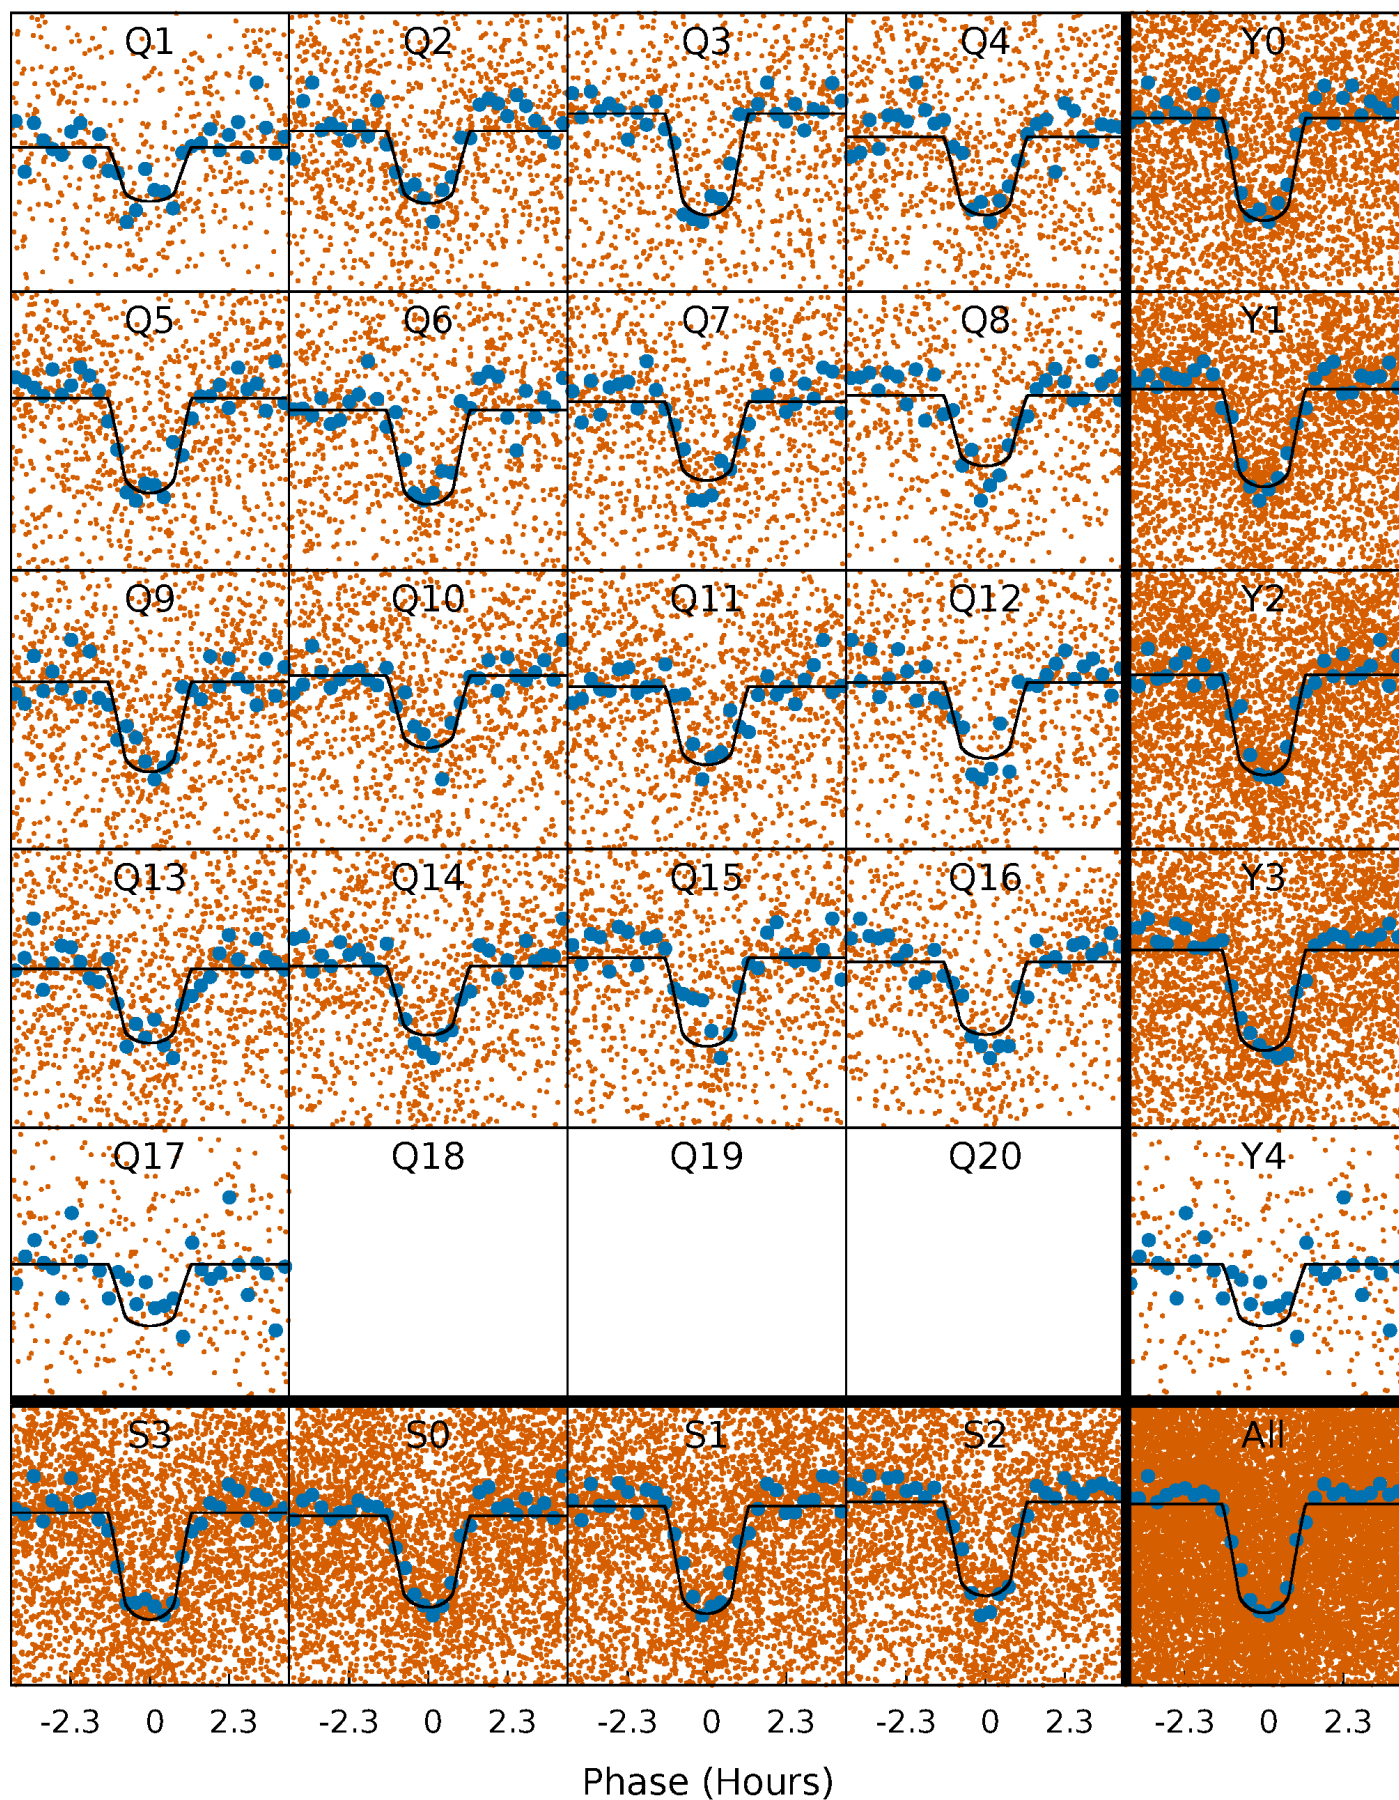 Q1 Q2 Q3 Q4 Y0
Q5 Q6 Q7 Q8 Y1
Q9 Q10 Q11 Q12 Y2
Q13 Q14 Q15 Q16 Y3
Q17 Q18 Q19 Q20 Y4
S3 S0 S1 S2 All
-2.3 0 2.3 -2.3 0 2.3 -2.3 0 2.3 -2.3 0 2.3 -2.3 0 2.3
Phase (Hours)